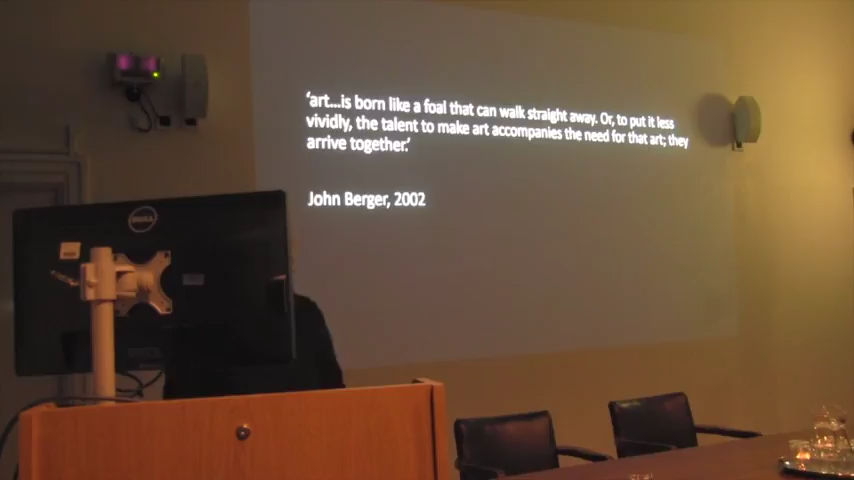 ‘art...is born like a foal that can walk straight away. Or, to put it less
vividly, the talent to make art accompanies the need for that art; they
arrive together.’
John Berger, 2002
DELL